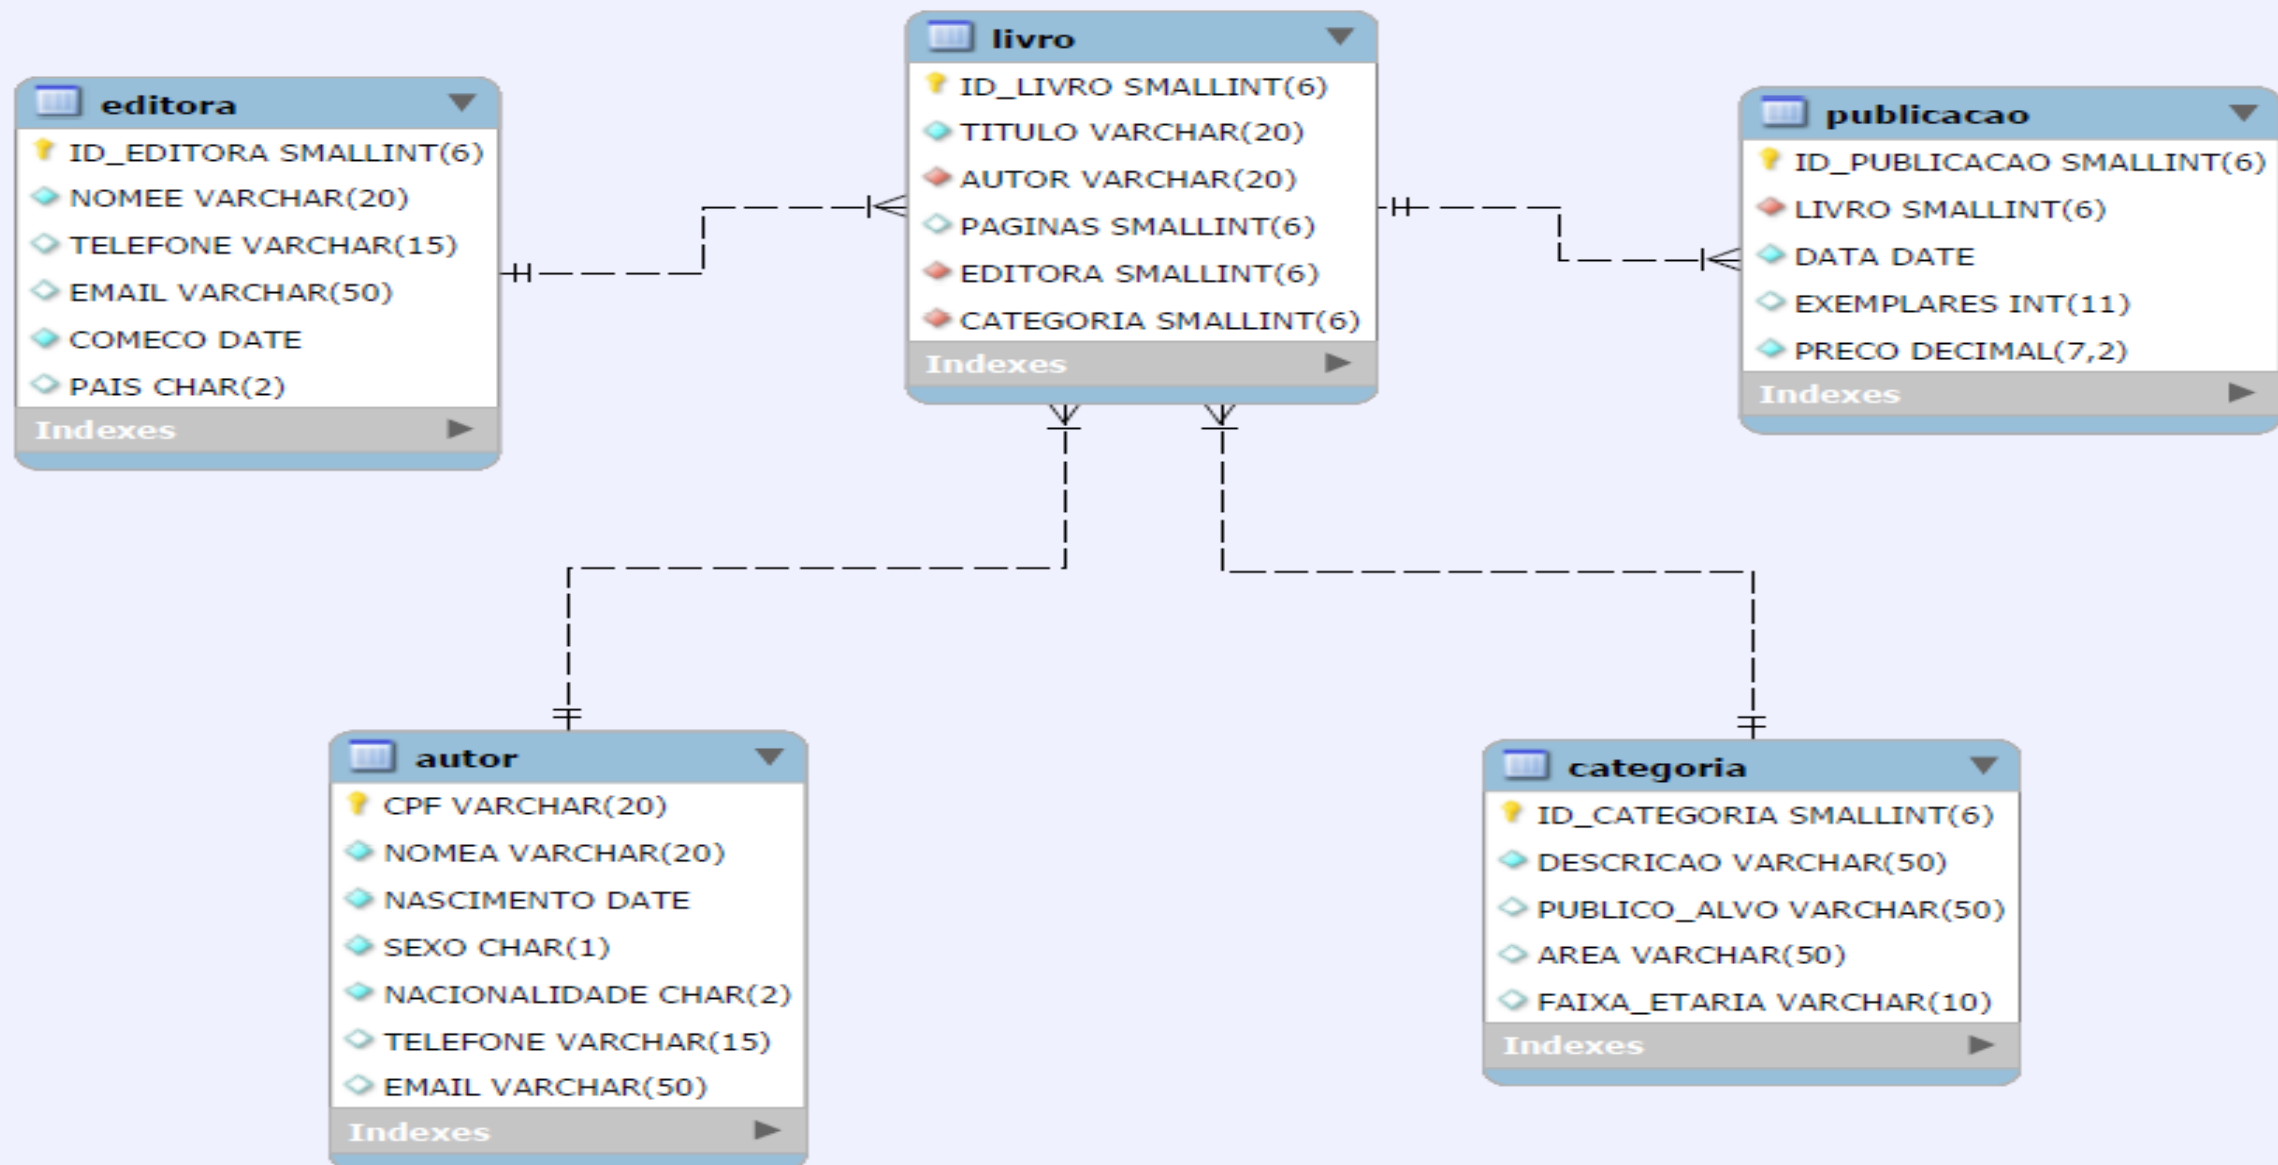 editora
ID_EDITORA SMALLINT(6)
NOMEE VARCHAR(20)
TELEFONE VARCHAR(15)
EMAIL VARCHAR(50)
COMECO DATE
PAIS CHAR(2)
Indexes
livro
ID_LIVRO SMALLINT(6)
TITULO VARCHAR(20)
AUTOR VARCHAR(20)
PAGINAS SMALLINT(6)
EDITORA SMALLINT(6)
CATEGORIA SMALLINT(6)
Indexes
publicacao
ID_PUBLICACAO SMALLINT(6)
LIVRO SMALLINT(6)
DATA DATE
EXEMPLARES INT(11)
PRECO DECIMAL(7,2)
Indexes
autor
CPF VARCHAR(20)
NOMEA VARCHAR(20)
NASCIMENTO DATE
SEXO CHAR(1)
NACIONALIDADE CHAR(2)
TELEFONE VARCHAR(15)
EMAIL VARCHAR(50)
Indexes
categoria
ID_CATEGORIA SMALLINT(6)
DESCRICAO VARCHAR(50)
PUBLICO_ALVO VARCHAR(50)
AREA VARCHAR(50)
FAIXA_ETARIA VARCHAR(10)
Indexes